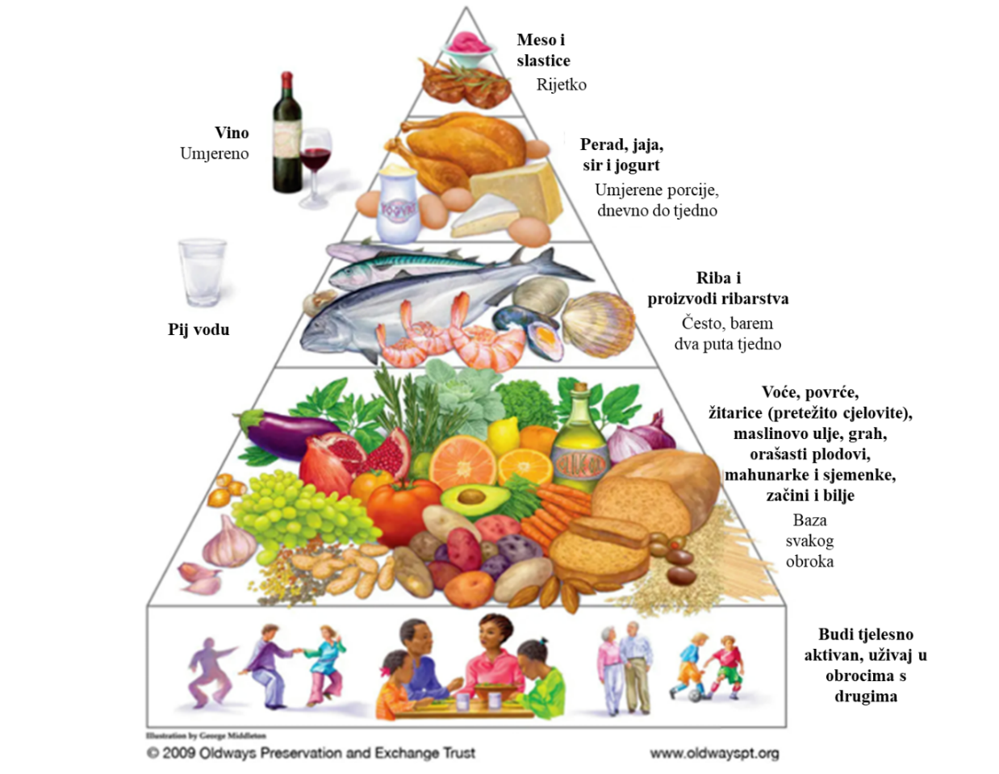 Meso i
slastice
Rijetko
Vino
Umjereno
Perad, jaja,
sir i jogurt
Umjerene porcije,
dnevno do tjedno
YOGURT
Pij vodu
Riba i
proizvodi ribarstva
Često, barem
dva puta tjedno
Voće, povrće,
žitarice (pretežito cjelovite),
maslinovo ulje, grah,
orašasti plodovi,
mahunarke i sjemenke,
začini i bilje
Baza
svakog
obroka
Budi tjelesno
aktivan, uživaj u
obrocima s
drugima
Illustration by George Middleton
© 2009 Oldways Preservation and Exchange Trust
www.oldwayspt.org